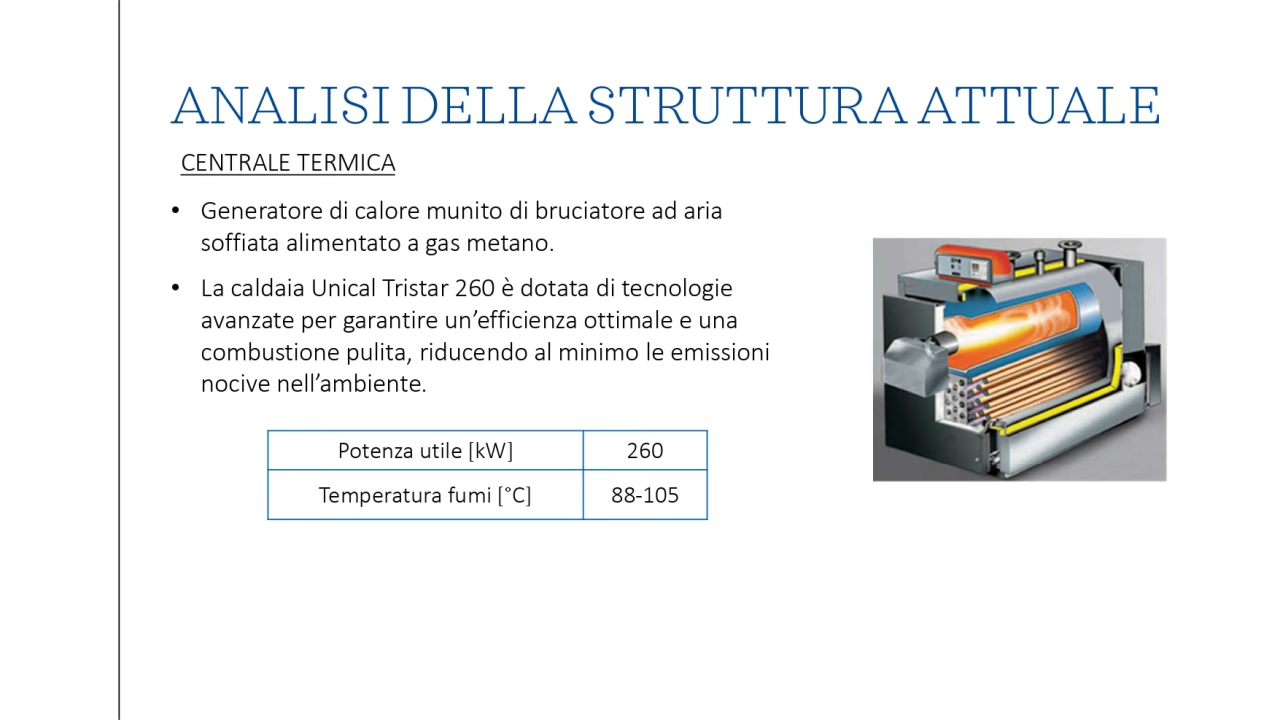 ANALISI DELLA STRUTTURA ATTUALE
CENTRALE TERMICA
• Generatore di calore munito di bruciatore ad aria
soffiata alimentato a gas metano.
• La caldaia Unical Tristar 260 è dotata di tecnologie
avanzate per garantire un’efficienza ottimale e una
combustione pulita, riducendo al minimo le emissioni
nocive nell’ambiente.
Potenza utile [kW] 260
Temperatura fumi [°C] 88-105